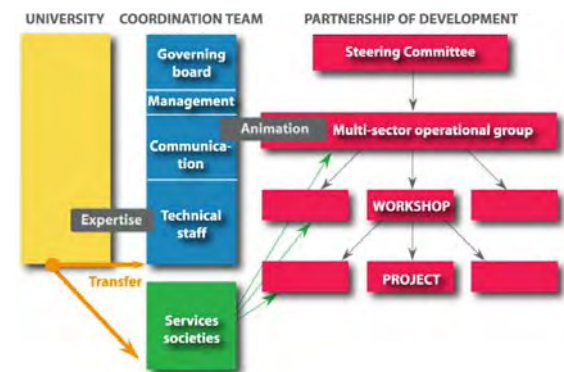 UNIVERSITY
COORDINATION TEAM
PARTNERSHIP OF DEVELOPMENT
Governing
board
Management
Communica-
tion
Technical
staff
Expertise
Animation
Transfer
Services
societies
Steering Committee
Multi-sector operational group
WORKSHOP
PROJECT